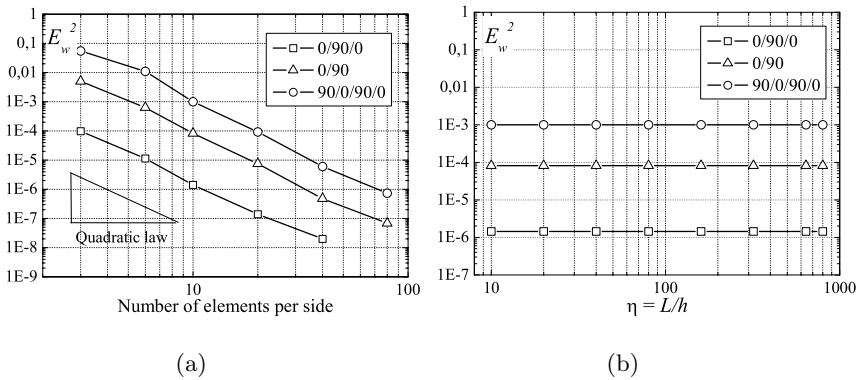 1
0,1
0,01
1E-3
1E-4
1E-5
1E-6
1E-7
1E-8
1E-9
E_w^2
0/90/0
0/90
90/0/90/0
Quadratic law
10
100
Number of elements per side
(a)
1
0,1
0,01
1E-3
1E-4
1E-5
1E-6
1E-7
E_w^2
0/90/0
0/90
90/0/90/0
10
100
1000
η = L/h
(b)